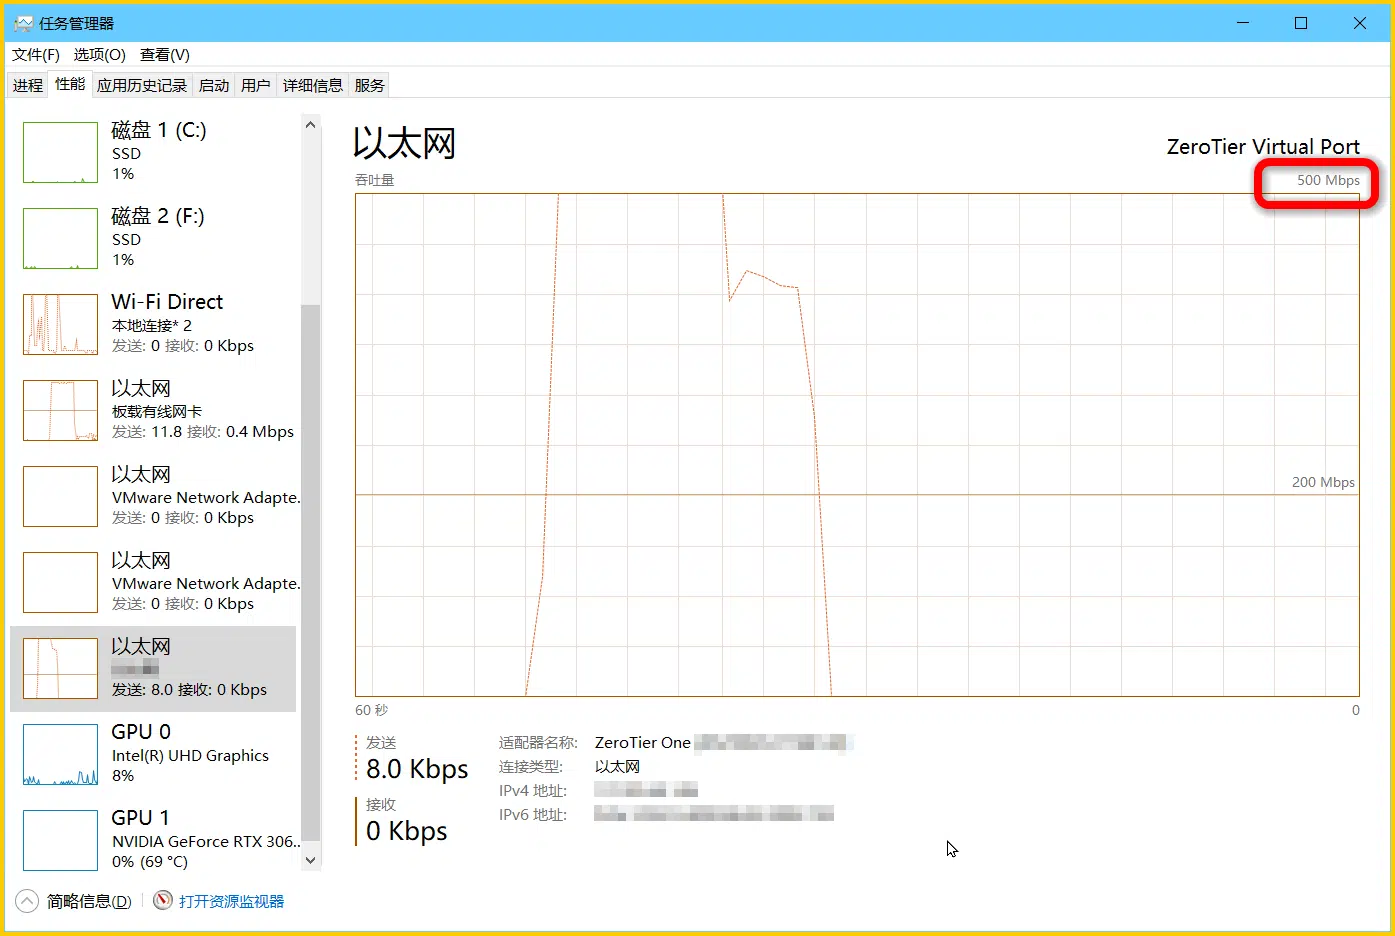 任务管理器
文件(F) 选项(O) 查看(V)
进程 性能 应用历史记录 启动 用户 详细信息 服务
磁盘 1 (C:)
SSD
1%
磁盘 2 (F:)
SSD
1%
Wi-Fi Direct
本地连接* 2
发送: 0 接收: 0 Kbps
以太网
板载有线网卡
发送: 11.8 接收: 0.4 Mbps
以太网
VMware Network Adapte.
发送: 0 接收: 0 Kbps
以太网
VMware Network Adapte.
发送: 0 接收: 0 Kbps
以太网
发送: 8.0 接收: 0 Kbps
GPU 0
Intel(R) UHD Graphics
8%
GPU 1
NVIDIA GeForce RTX 306..
0% (69 °C)
以太网
ZeroTier Virtual Port
吞吐量
500 Mbps
200 Mbps
60 秒
0
发送
8.0 Kbps
接收
0 Kbps
适配器名称: ZeroTier One
连接类型: 以太网
IPv4 地址:
IPv6 地址:
简略信息(D)
打开资源监视器